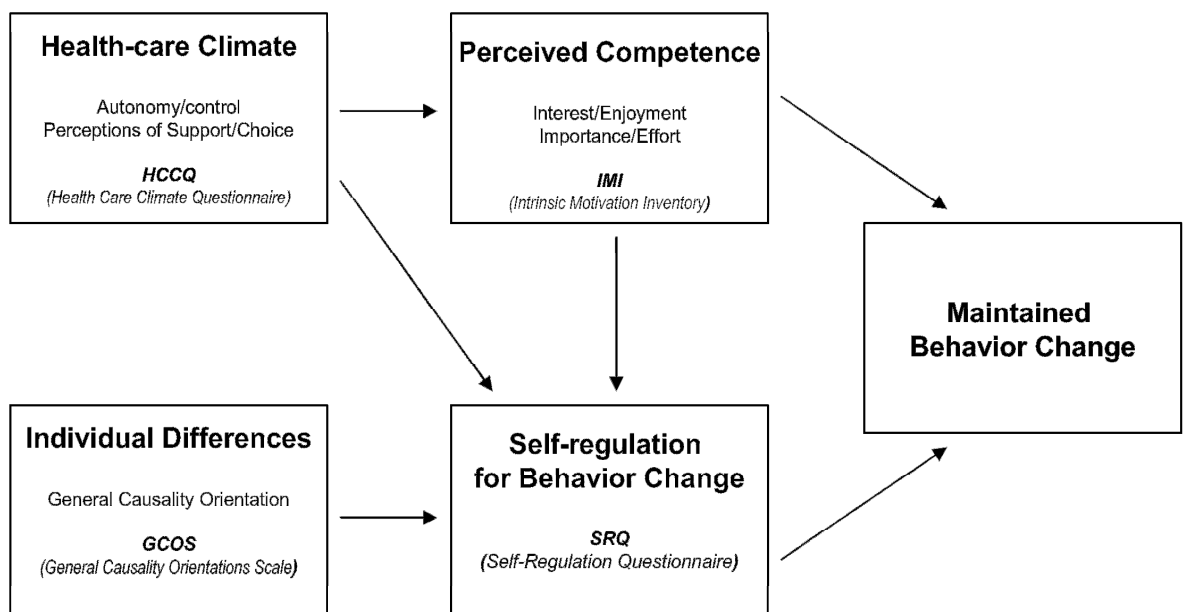 Health-care Climate
Autonomy/control
Perceptions of Support/Choice
HCCQ
(Health Care Climate Questionnaire)
Perceived Competence
Interest/Enjoyment
Importance/Effort
IMI
(Intrinsic Motivation Inventory)
Maintained
Behavior Change
Individual Differences
General Causality Orientation
GCOS
(General Causality Orientations Scale)
Self-regulation
for Behavior Change
SRQ
(Self-Regulation Questionnaire)